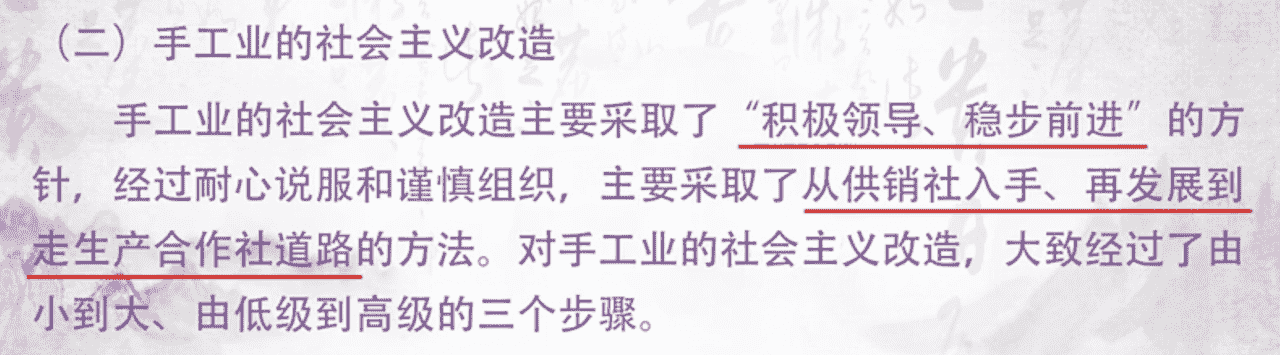 （二）手工业的社会主义改造
手工业的社会主义改造主要采取了“积极领导、稳步前进”的方
针，经过耐心说服和谨慎组织，主要采取了从供销社入手、再发展到
走生产合作社道路的方法。对手工业的社会主义改造，大致经过了由
小到大、由低级到高级的三个步骤。